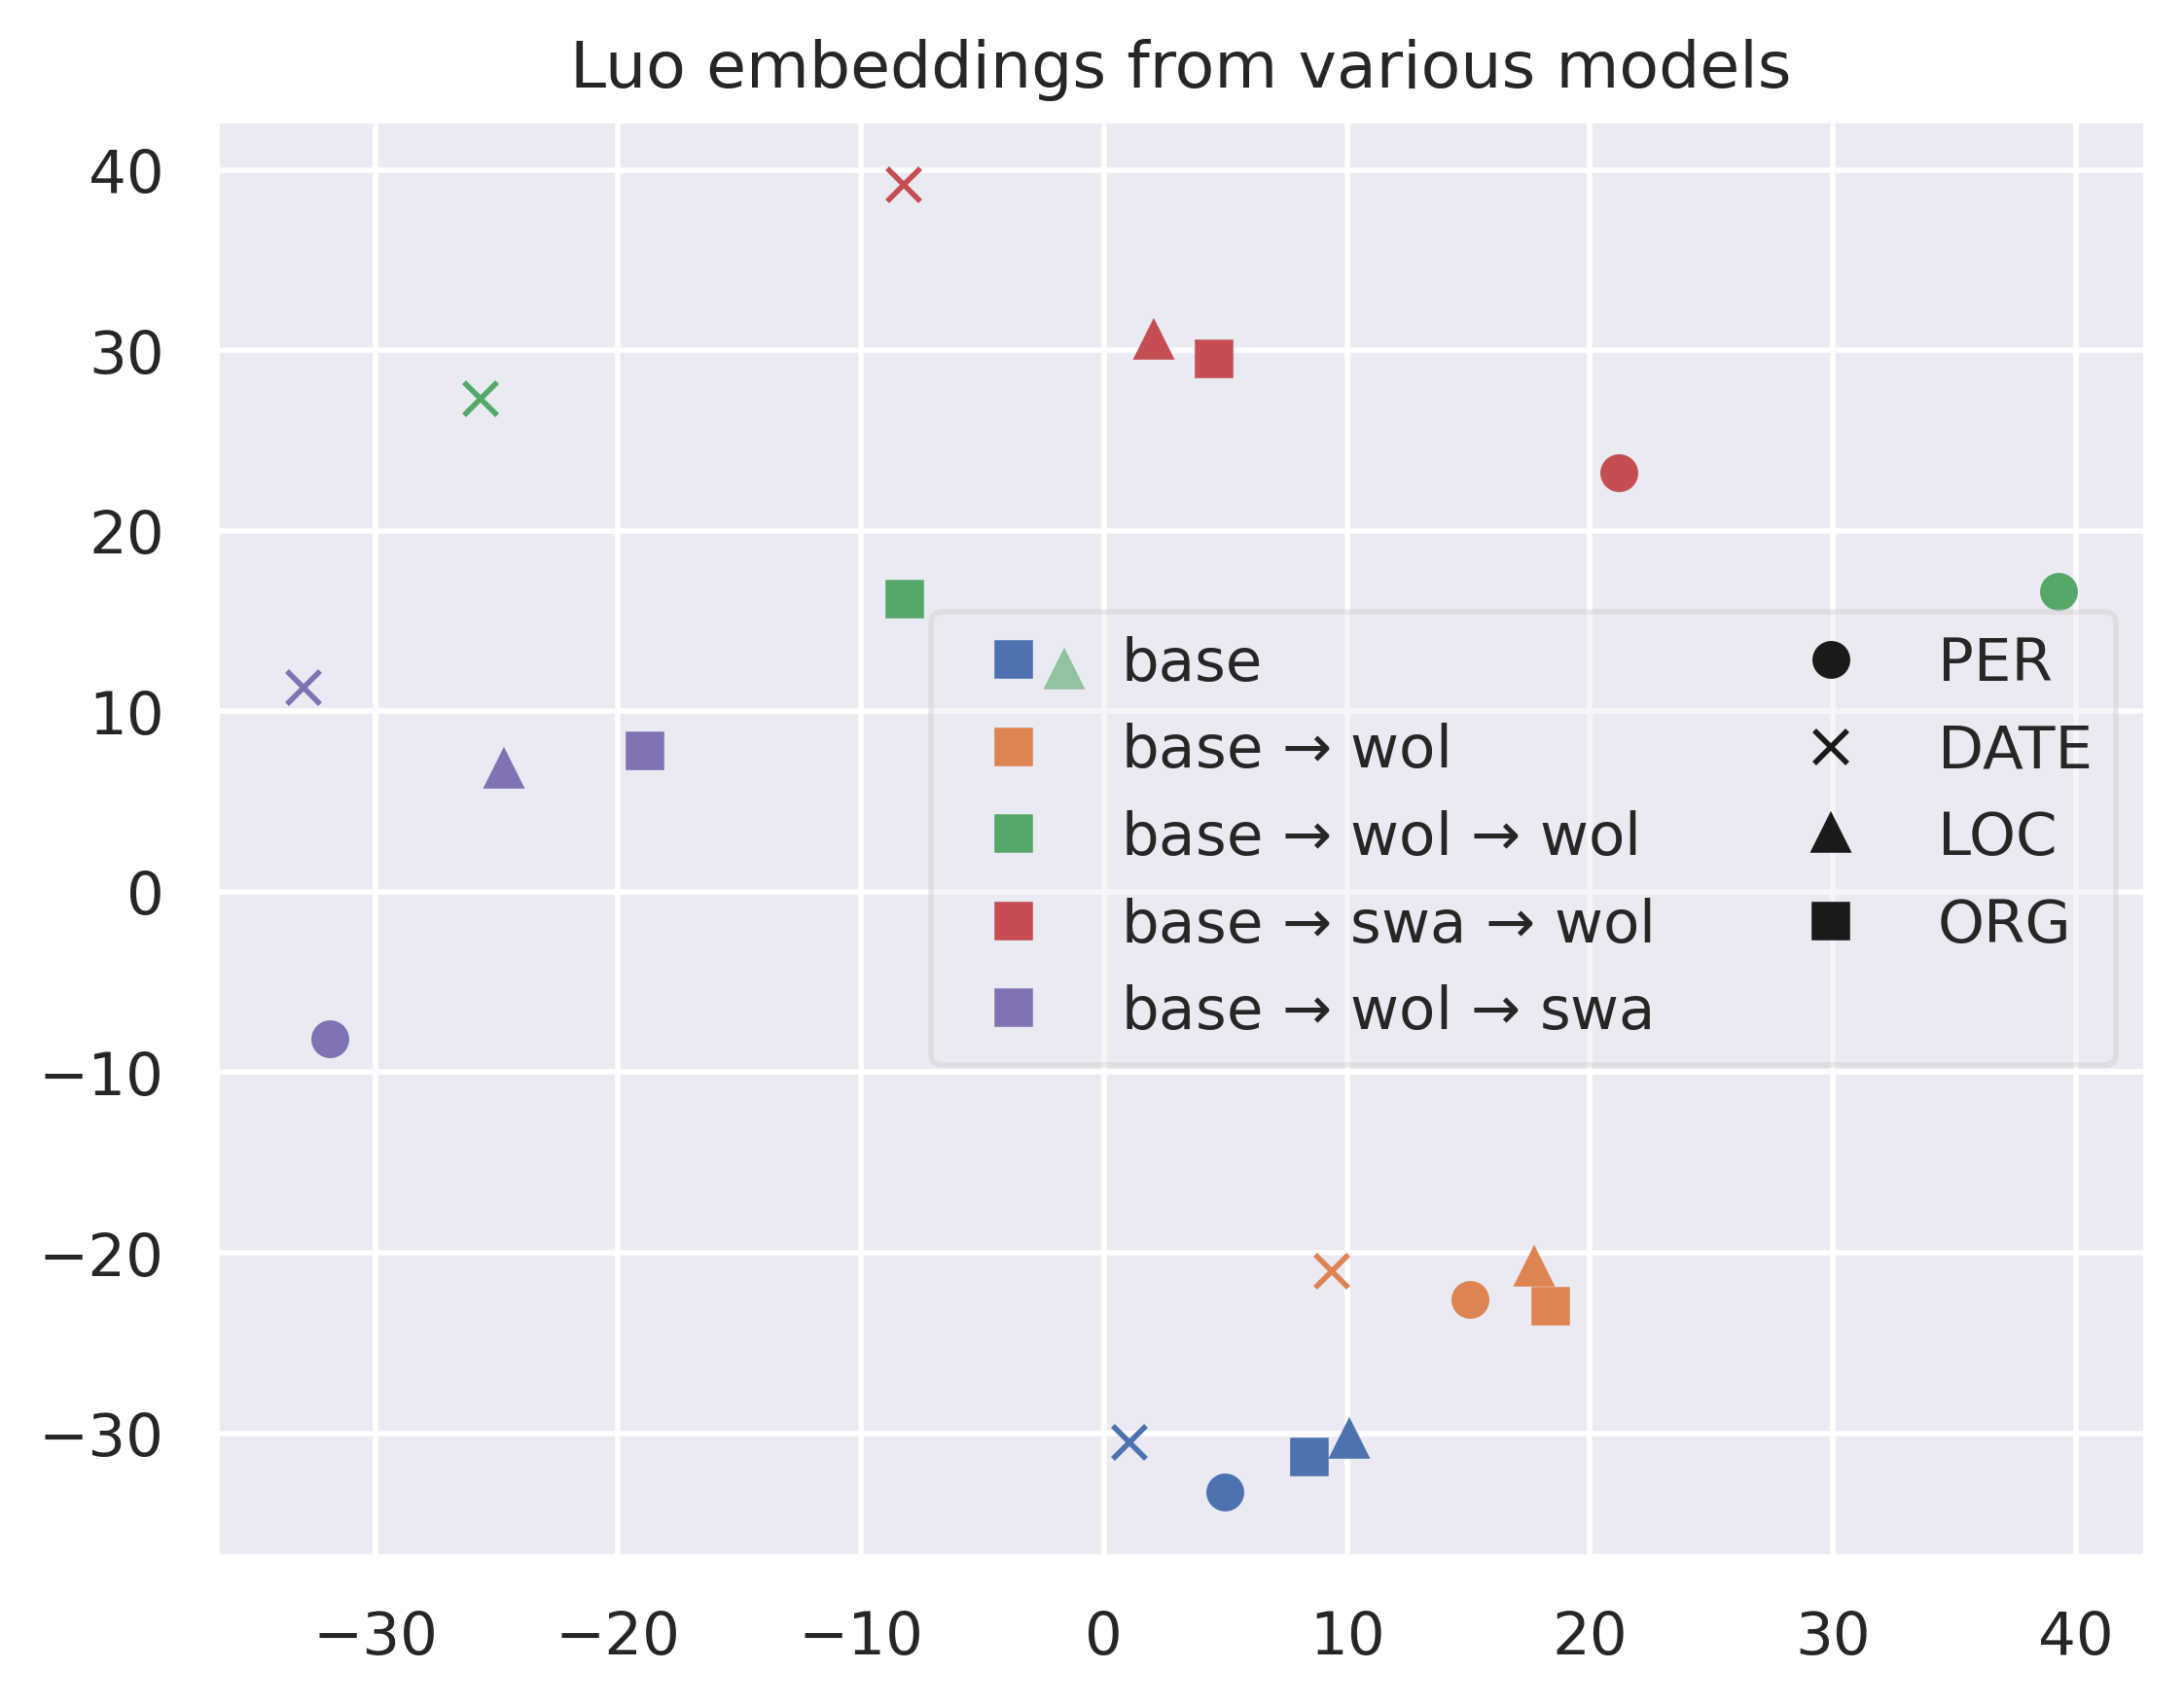 Luo embeddings from various models
40
30
20
10
0
−10
−20
−30
base
base → wol
base → wol → wol
base → swa → wol
base → wol → swa
PER
DATE
LOC
ORG
−30 −20 −10 0 10 20 30 40